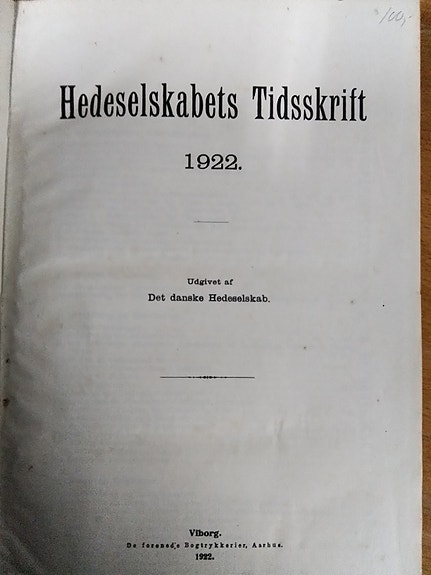 100,-
Hedeselskabets Tidsskrift
1922.
Udgivet af
Det danske Hedeselskab.
Viborg.
De forenede Bogtrykkerier, Aarhus.
1922.